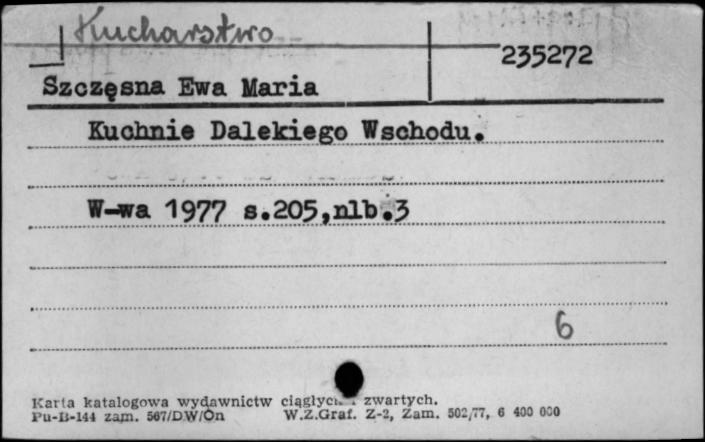 Kucharstwo
235272
Szczęsna Ewa Maria
Kuchnie Dalekiego Wschodu.
W-wa 1977 s.205,nlb.3
6
Karta katalogowa wydawnictw ciągłych i zwartych.
Pu-B-144 zam. 567/DW/On W.Z.Graf. Z-2, Zam. 502/77, 6 400 000